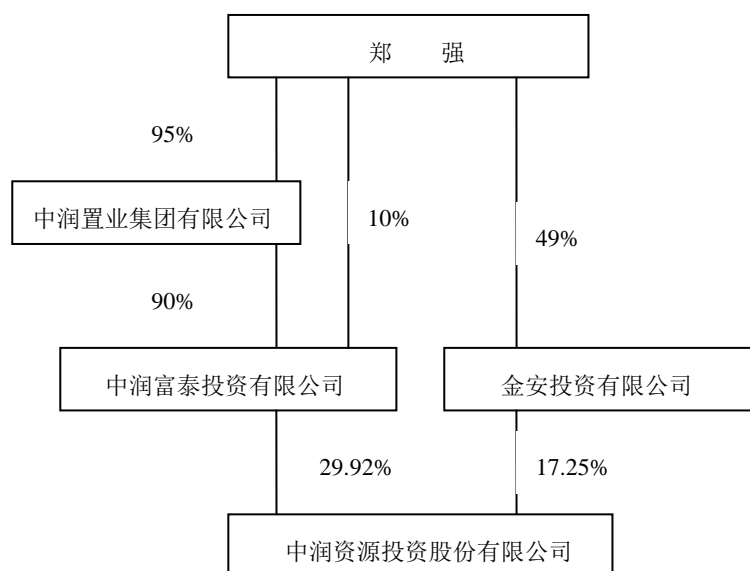 郑 强
95%
中润置业集团有限公司
10%
49%
90%
中润富泰投资有限公司
金安投资有限公司
29.92%
17.25%
中润资源投资股份有限公司